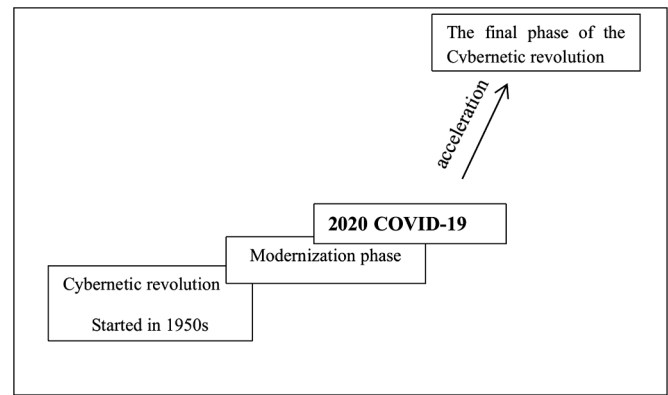 The final phase of the
Cybernetic revolution
acceleration
2020 COVID-19
Modernization phase
Cybernetic revolution
Started in 1950s